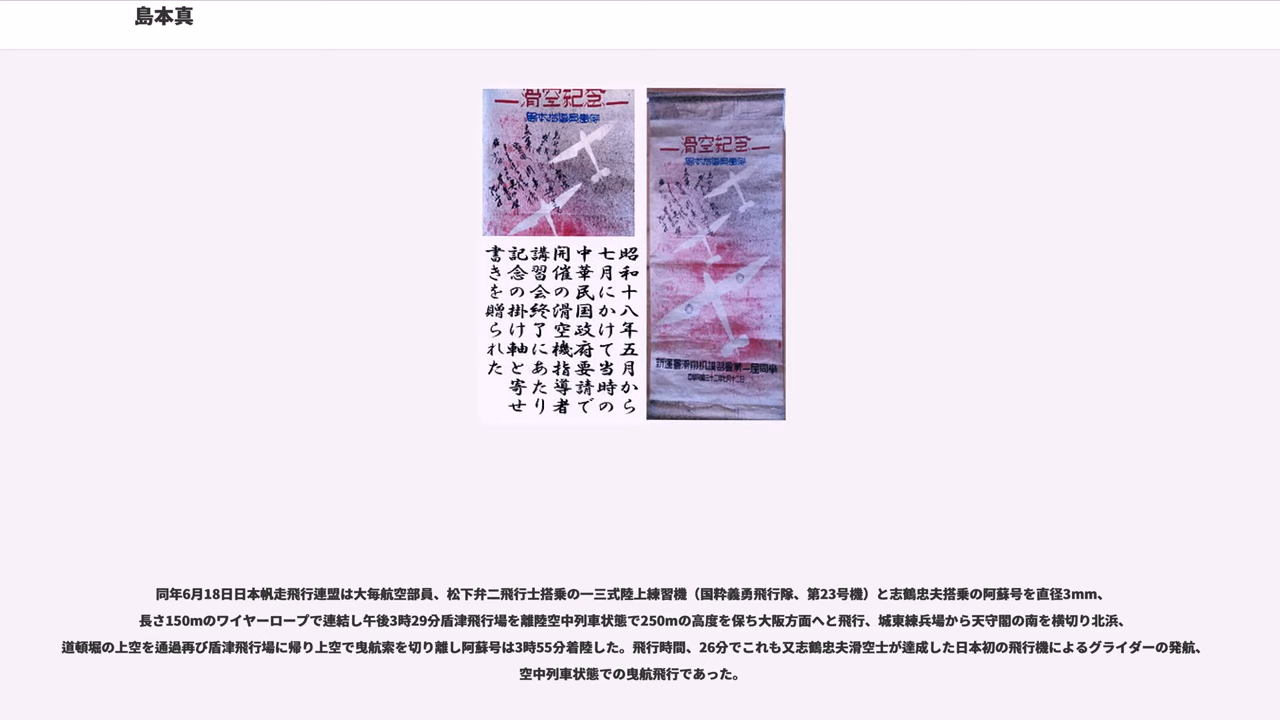 島本真
滑空紀念
昭和十八年五月から
七月にかけて当時の
中華民国政府要請で
開催の滑空機指導者
講習会終了にあたり
記念の掛け軸と寄せ
書きを贈られた
滑空紀念
同年6月18日日本帆走飛行連盟は大毎航空部員、松下弁二飛行士搭乗の一三式陸上練習機（国粋義勇飛行隊、第23号機）と志鶴忠夫搭乗の阿蘇号を直径3mm、
長さ150mのワイヤーロープで連結し午後3時29分盾津飛行場を離陸空中列車状態で250mの高度を保ち大阪方面へと飛行、城東練兵場から天守閣の南を横切り北浜、
道頓堀の上空を通過再び盾津飛行場に帰り上空で曳航索を切り離し阿蘇号は3時55分着陸した。飛行時間、26分でこれも又志鶴忠夫滑空士が達成した日本初の飛行機によるグライダーの発航、
空中列車状態での曳航飛行であった。